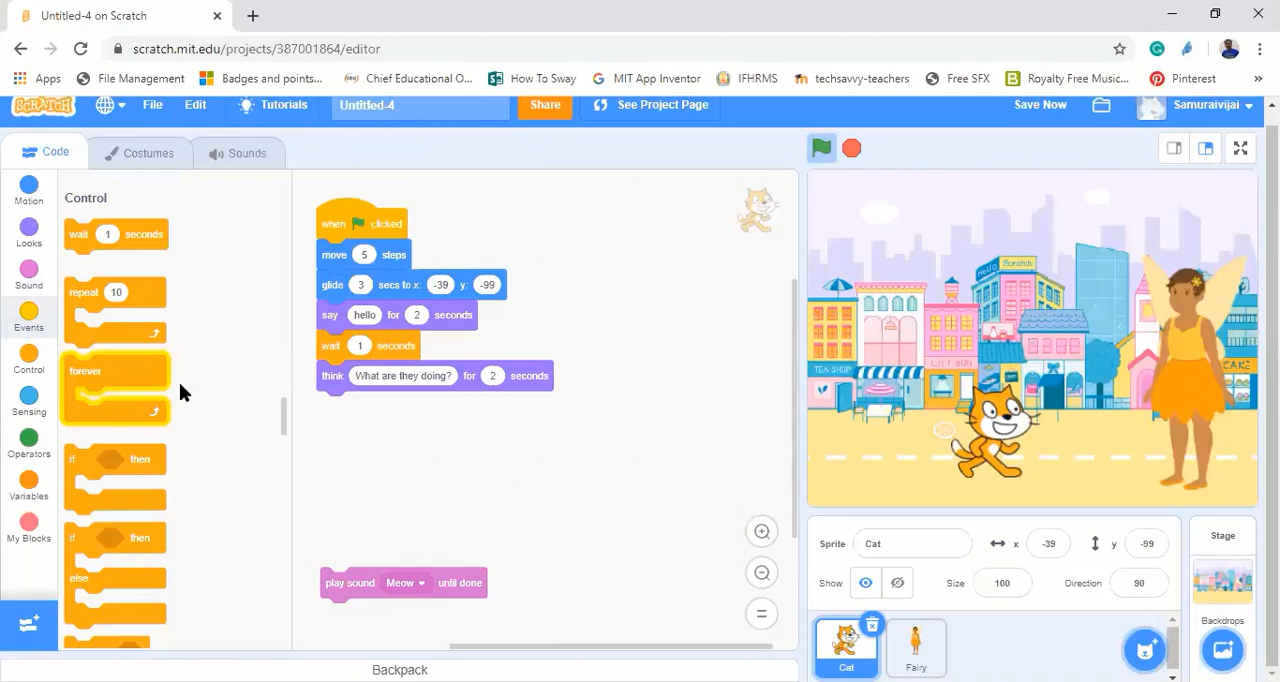 Untitled-4 on Scratch
scratch.mit.edu/projects/387001864/editor
Apps File Management Badges and points... Chief Educational O... How To Sway MIT App Inventor IFHRMS techsavvy-teachers Free SFX Royalty Free Music... Pinterest »
SCRATCH File Edit Tutorials Untitled-4 Share See Project Page Save Now Samuraivijai
Code Costumes Sounds
Motion
Looks
Sound
Events
Control
Sensing
Operators
Variables
My Blocks
Control
wait 1 seconds
repeat 10
forever
if then
if then
else
when clicked
move 5 steps
glide 3 secs to x: -39 y: -99
say hello for 2 seconds
wait 1 seconds
think What are they doing? for 2 seconds
play sound Meow until done
Hello Scratch
TEA SHOP
CITY BUN
CAKE
Sprite Cat x -39 y -99
Show Size 100 Direction 90
Cat
Fairy
Stage
Backdrops
Backpack